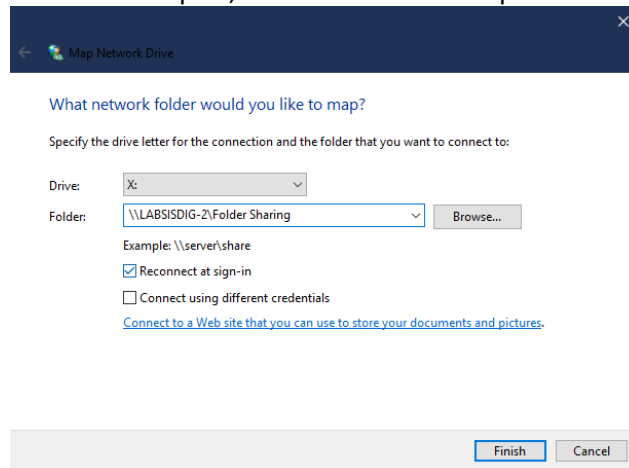 Map Network Drive
What network folder would you like to map?
Specify the drive letter for the connection and the folder that you want to connect to:
Drive: X:
Folder: \\LABSISDIG-2\Folder Sharing Browse...
Example: \\server\share
Reconnect at sign-in
Connect using different credentials
Connect to a Web site that you can use to store your documents and pictures.
Finish Cancel